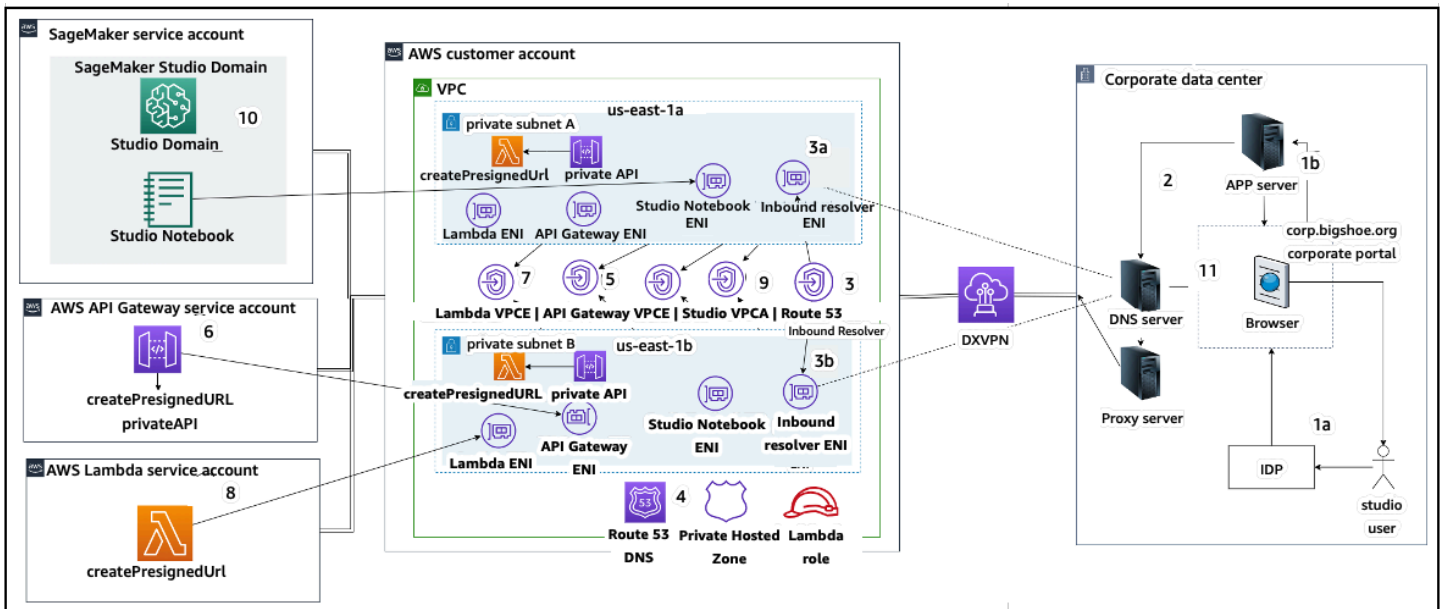 aws
SageMaker service account
SageMaker Studio Domain
10
Studio Domain
Studio Notebook
aws
AWS API Gateway service account
6
createPresignedURL
privateAPI
aws
AWS Lambda service account
8
createPresignedUrl
aws
AWS customer account
VPC
us-east-1a
private subnet A
createPresignedUrl
private API
3a
Lambda ENI
API Gateway ENI
Studio Notebook
ENI
Inbound resolver
ENI
7
5
9
3
Lambda VPCE | API Gateway VPCE | Studio VPCA | Route 53
Inbound Resolver
private subnet B
us-east-1b
createPresignedURL
private API
3b
Lambda ENI
API Gateway
ENI
Studio Notebook
ENI
Inbound
resolver ENI
53
4
Route 53
DNS
Private Hosted
Zone
Lambda
role
DXVPN
Corporate data center
2
APP server
1b
corp.bigshoe.org
corporate portal
11
DNS server
Browser
Proxy server
1a
IDP
studio
user